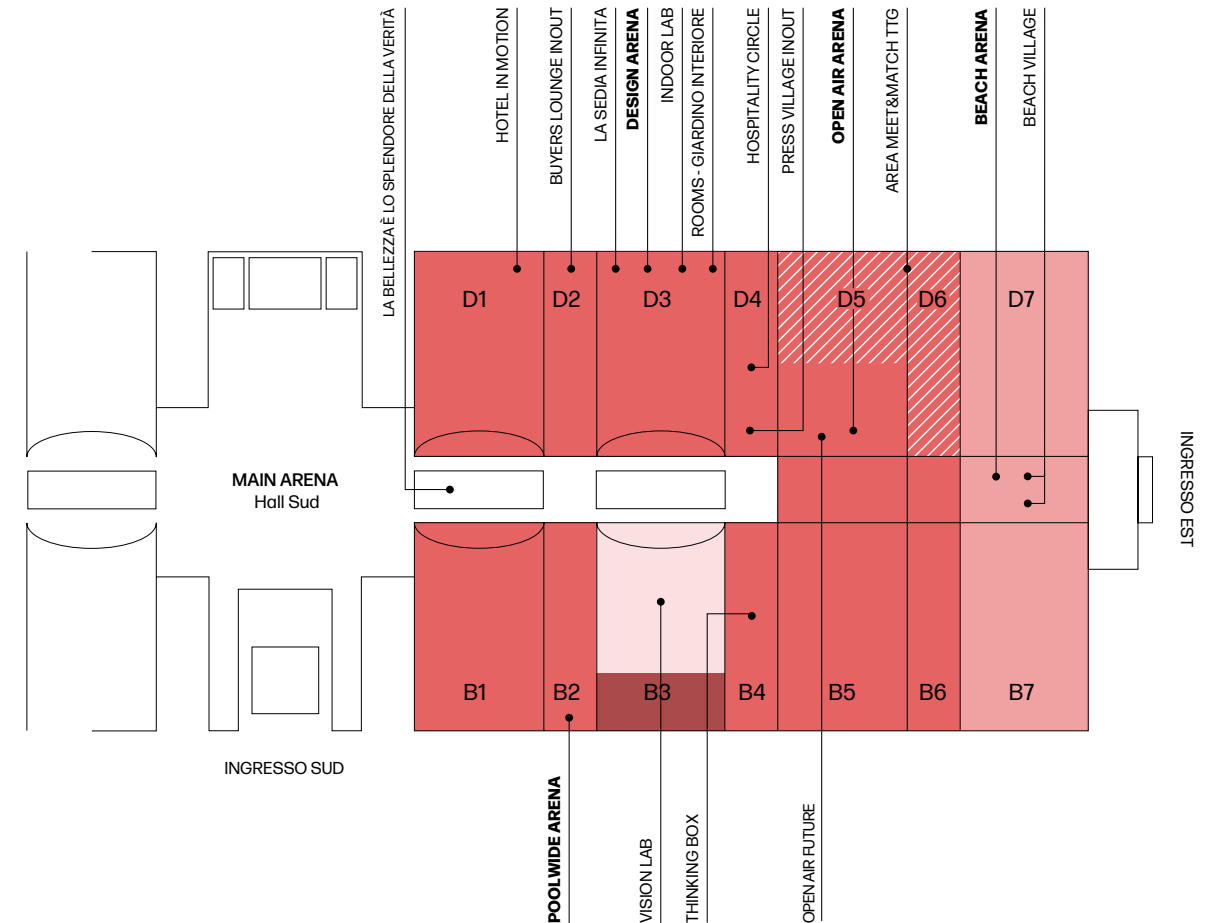 LA BELLEZZA È LO SPLENDORE DELLA VERITÀ
HOTEL IN MOTION
BUYERS LOUNGE INOUT
LA SEDIA INFINITA
DESIGN ARENA
INDOOR LAB
ROOMS - GIARDINO INTERIORE
HOSPITALITY CIRCLE
PRESS VILLAGE INOUT
OPEN AIR ARENA
AREA MEET&MATCH TTG
BEACH ARENA
BEACH VILLAGE
D1
D2
D3
D4
D5
D6
D7
MAIN ARENA
Hall Sud
INGRESSO EST
B1
B2
B3
B4
B5
B6
B7
INGRESSO SUD
POOLWIDE ARENA
VISION LAB
THINKING BOX
OPEN AIR FUTURE